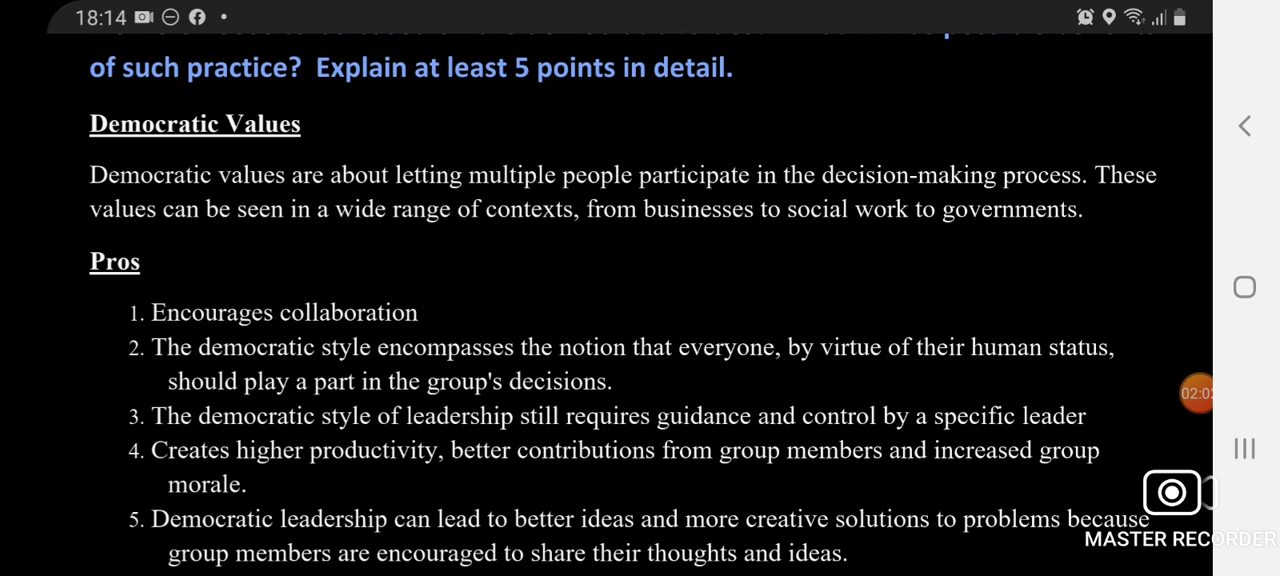 18:14
of such practice? Explain at least 5 points in detail.
Democratic Values
Democratic values are about letting multiple people participate in the decision-making process. These
values can be seen in a wide range of contexts, from businesses to social work to governments.
Pros
1. Encourages collaboration
2. The democratic style encompasses the notion that everyone, by virtue of their human status,
should play a part in the group's decisions.
3. The democratic style of leadership still requires guidance and control by a specific leader
4. Creates higher productivity, better contributions from group members and increased group
morale.
5. Democratic leadership can lead to better ideas and more creative solutions to problems because
group members are encouraged to share their thoughts and ideas.
MASTER RECORDER